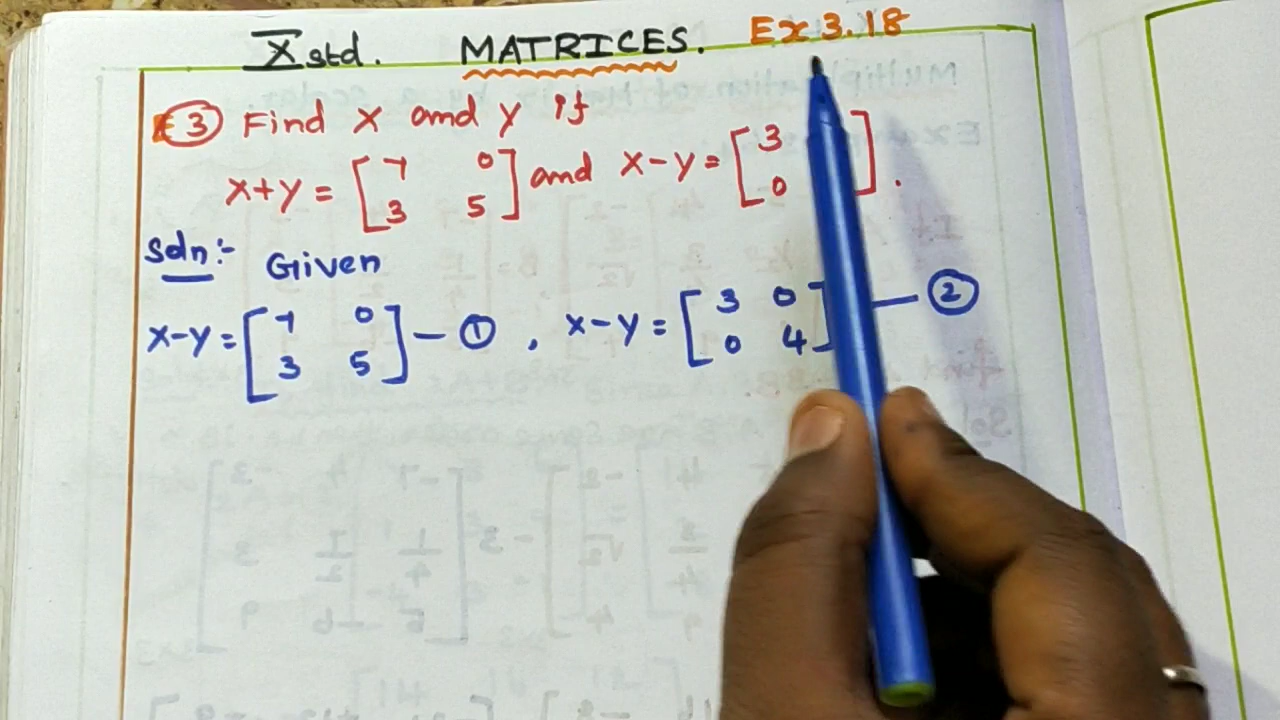 X std. MATRICES. Ex 3.18
3 Find x and y if
x+y = [7 0] and x-y = [3 ].
[3 5] [0 ]
Soln:- Given
x-y = [7 0] — ①, x-y = [3 0] — ②
[3 5] [0 4]